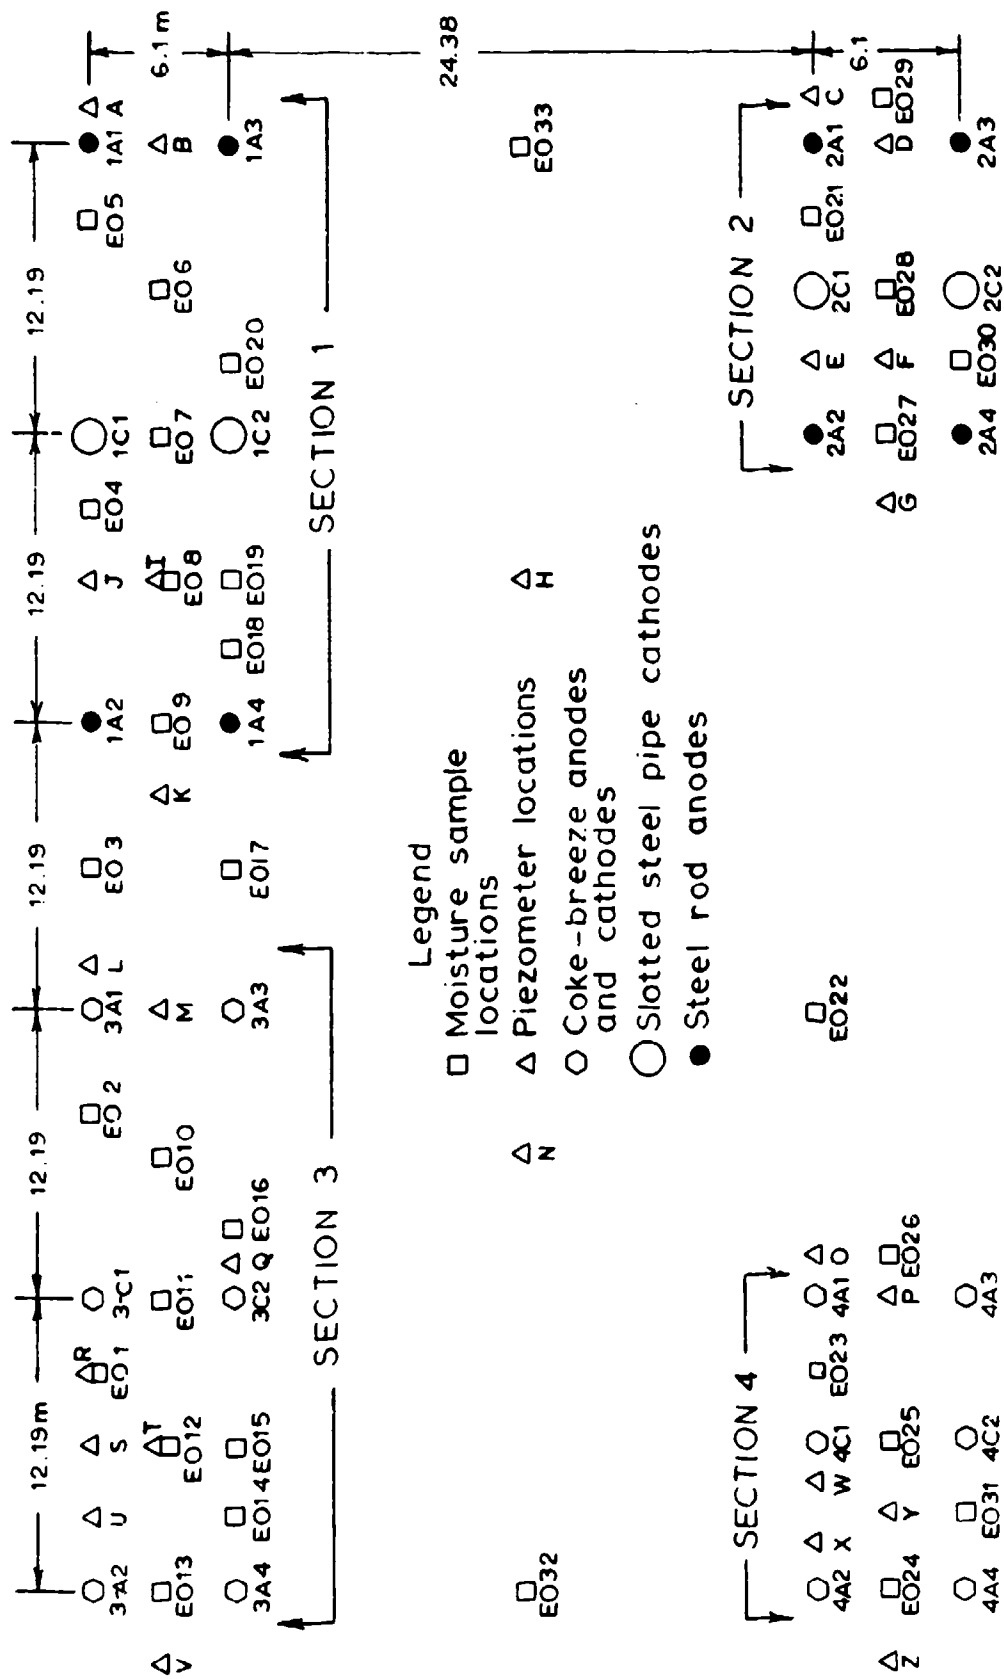 12.19m
12.19
12.19
12.19
12.19
6.1 m
24.38
6.1
3-A2
U
S
R
EO1
3-C1
EO2
3A1
L
EO3
1A2
J
EO4
1C1
EO5
1A1
A
V
EO13
T
EO12
EO11
EO10
M
K
EO9
I
EO8
EO7
EO6
B
3A4
EO14
EO15
3C2
Q
EO16
3A3
EO17
1A4
EO18
EO19
1C2
EO20
1A3
SECTION 3
SECTION 1
Legend
Moisture sample
locations
Piezometer locations
Coke-breeze anodes
and cathodes
Slotted steel pipe cathodes
Steel rod anodes
EO32
N
H
EO33
SECTION 4
SECTION 2
4A2
X
W
4C1
EO23
4A1
O
EO22
2A2
E
2C1
EO21
2A1
C
Z
EO24
Y
EO25
P
EO26
G
EO27
F
EO28
D
EO29
4A4
EO31
4C2
4A3
2A4
EO30
2C2
2A3